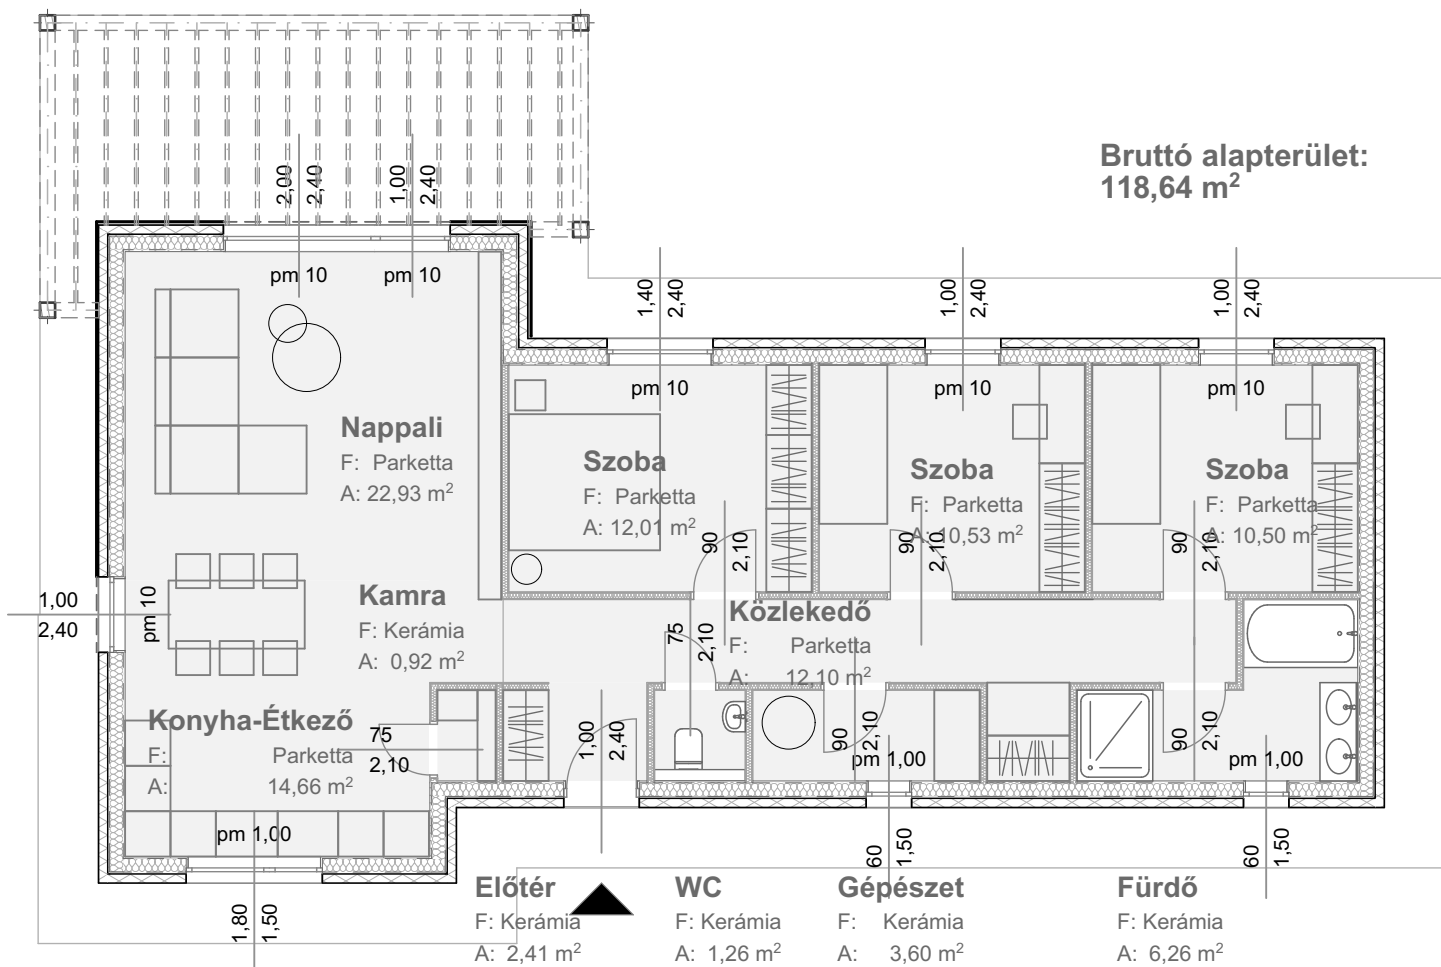 Bruttó alapterület:
118,64 m²
2,00
2,40
1,00
2,40
pm 10
pm 10
1,40
2,40
1,00
2,40
1,00
2,40
pm 10
pm 10
pm 10
Nappali
F: Parketta
A: 22,93 m²
Szoba
F: Parketta
A: 12,01 m²
Szoba
F: Parketta
A: 10,53 m²
Szoba
F: Parketta
A: 10,50 m²
90
2,10
90
2,10
90
2,10
1,00
2,40
pm 10
Kamra
F: Kerámia
A: 0,92 m²
75
2,10
Közlekedő
F: Parketta
A: 12,10 m²
Konyha-Étkező
F: Parketta
A: 14,66 m²
75
2,10
1,00
2,40
90
2,10
pm 1,00
90
2,10
pm 1,00
pm 1,00
60
1,50
60
1,50
1,80
1,50
Előtér
F: Kerámia
A: 2,41 m²
WC
F: Kerámia
A: 1,26 m²
Gépészet
F: Kerámia
A: 3,60 m²
Fürdő
F: Kerámia
A: 6,26 m²